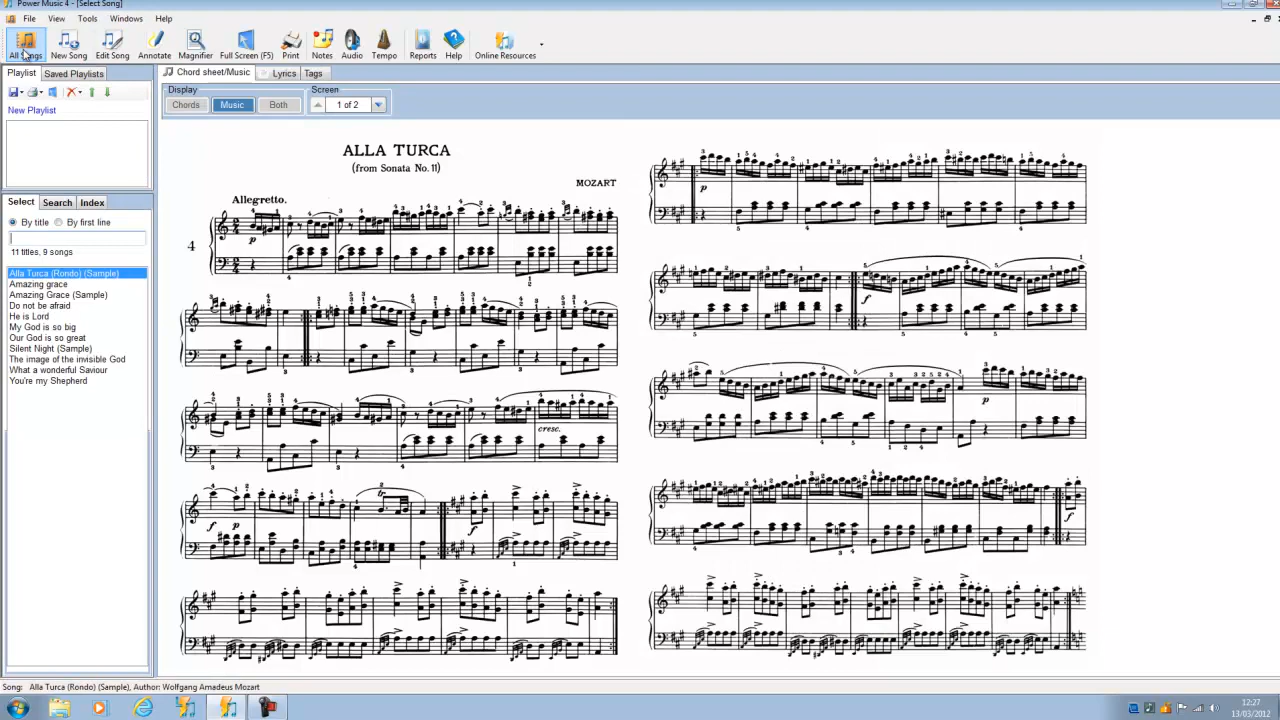 Power Music 4 - [Select Song]
File View Tools Windows Help
All Songs New Song Edit Song Annotate Magnifier Full Screen (F5) Print Notes Audio Tempo Reports Help Online Resources
Playlist Saved Playlists
Chord sheet/Music Lyrics Tags
Display
Screen
Chords Music Both
1 of 2
New Playlist
Select Search Index
By title By first line
11 titles, 9 songs
Alla Turca (Rondo) (Sample)
Amazing grace
Amazing Grace (Sample)
Do not be afraid
He is Lord
My God is so big
Our God is so great
Silent Night (Sample)
The image of the invisible God
What a wonderful Saviour
You're my Shepherd
ALLA TURCA
(from Sonata No. 11)
MOZART
Allegretto.
4
p
cresc.
f p
tr
f
p
f
p
f
Song: Alla Turca (Rondo) (Sample), Author: Wolfgang Amadeus Mozart
12:27
13/03/2012